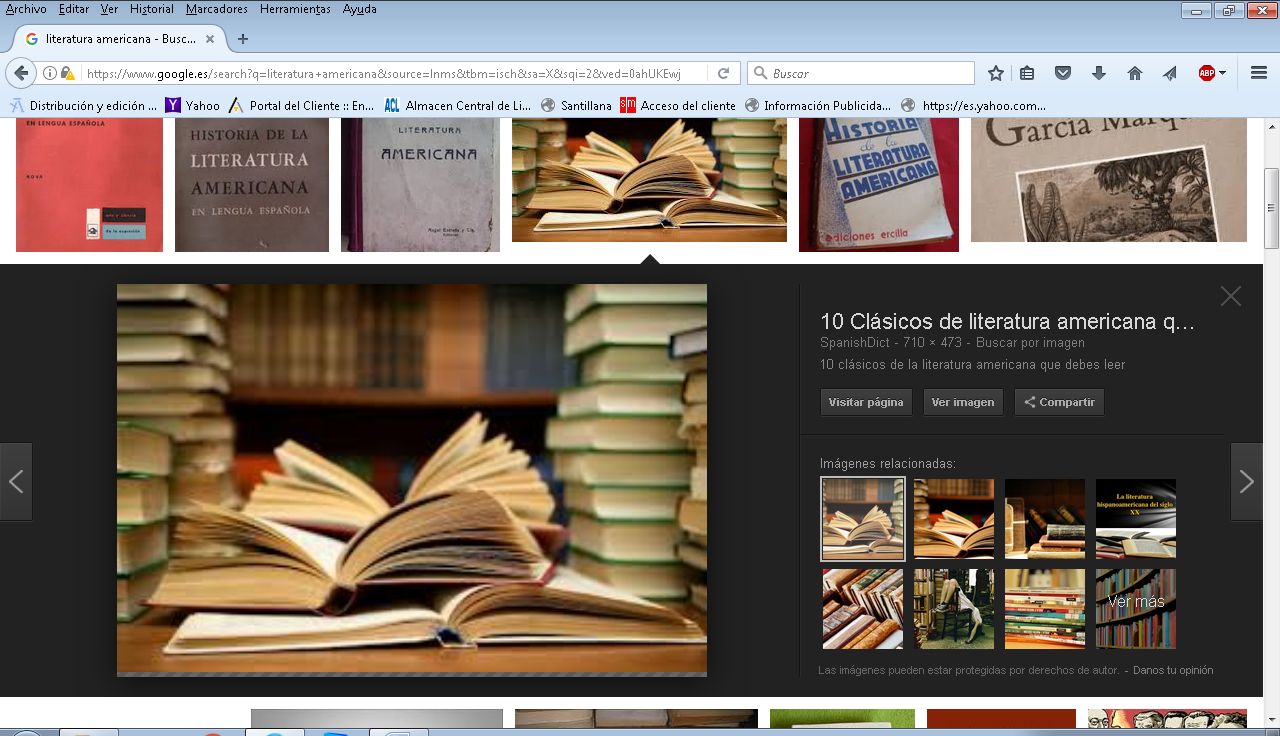 Archivo Editar Ver Historial Marcadores Herramientas Ayuda
literatura americana - Busc...
https://www.google.es/search?q=literatura+americana&source=lnms&tbm=isch&sa=X&sqi=2&ved=0ahUKEwj
Buscar
ABP
Distribución y edición ... Yahoo Portal del Cliente :: En... ACL Almacen Central de Li... Santillana sm Acceso del cliente Información Publicida... https://es.yahoo.com...
EN LENGUA ESPAÑOLA
NOVA
HISTORIA DE LA
LITERATURA
AMERICANA
EN LENGUA ESPAÑOLA
LITERATURA
AMERICANA
HISTORIA
de la
LITERATURA
AMERICANA
ediciones ercilla
García Márqu
10 Clásicos de literatura americana q...
SpanishDict - 710 × 473 - Buscar por imagen
10 clásicos de la literatura americana que debes leer
Visitar página Ver imagen Compartir
Imágenes relacionadas:
La literatura
hispanoamericana del siglo
XX
Ver más
Las imágenes pueden estar protegidas por derechos de autor. - Danos tu opinión